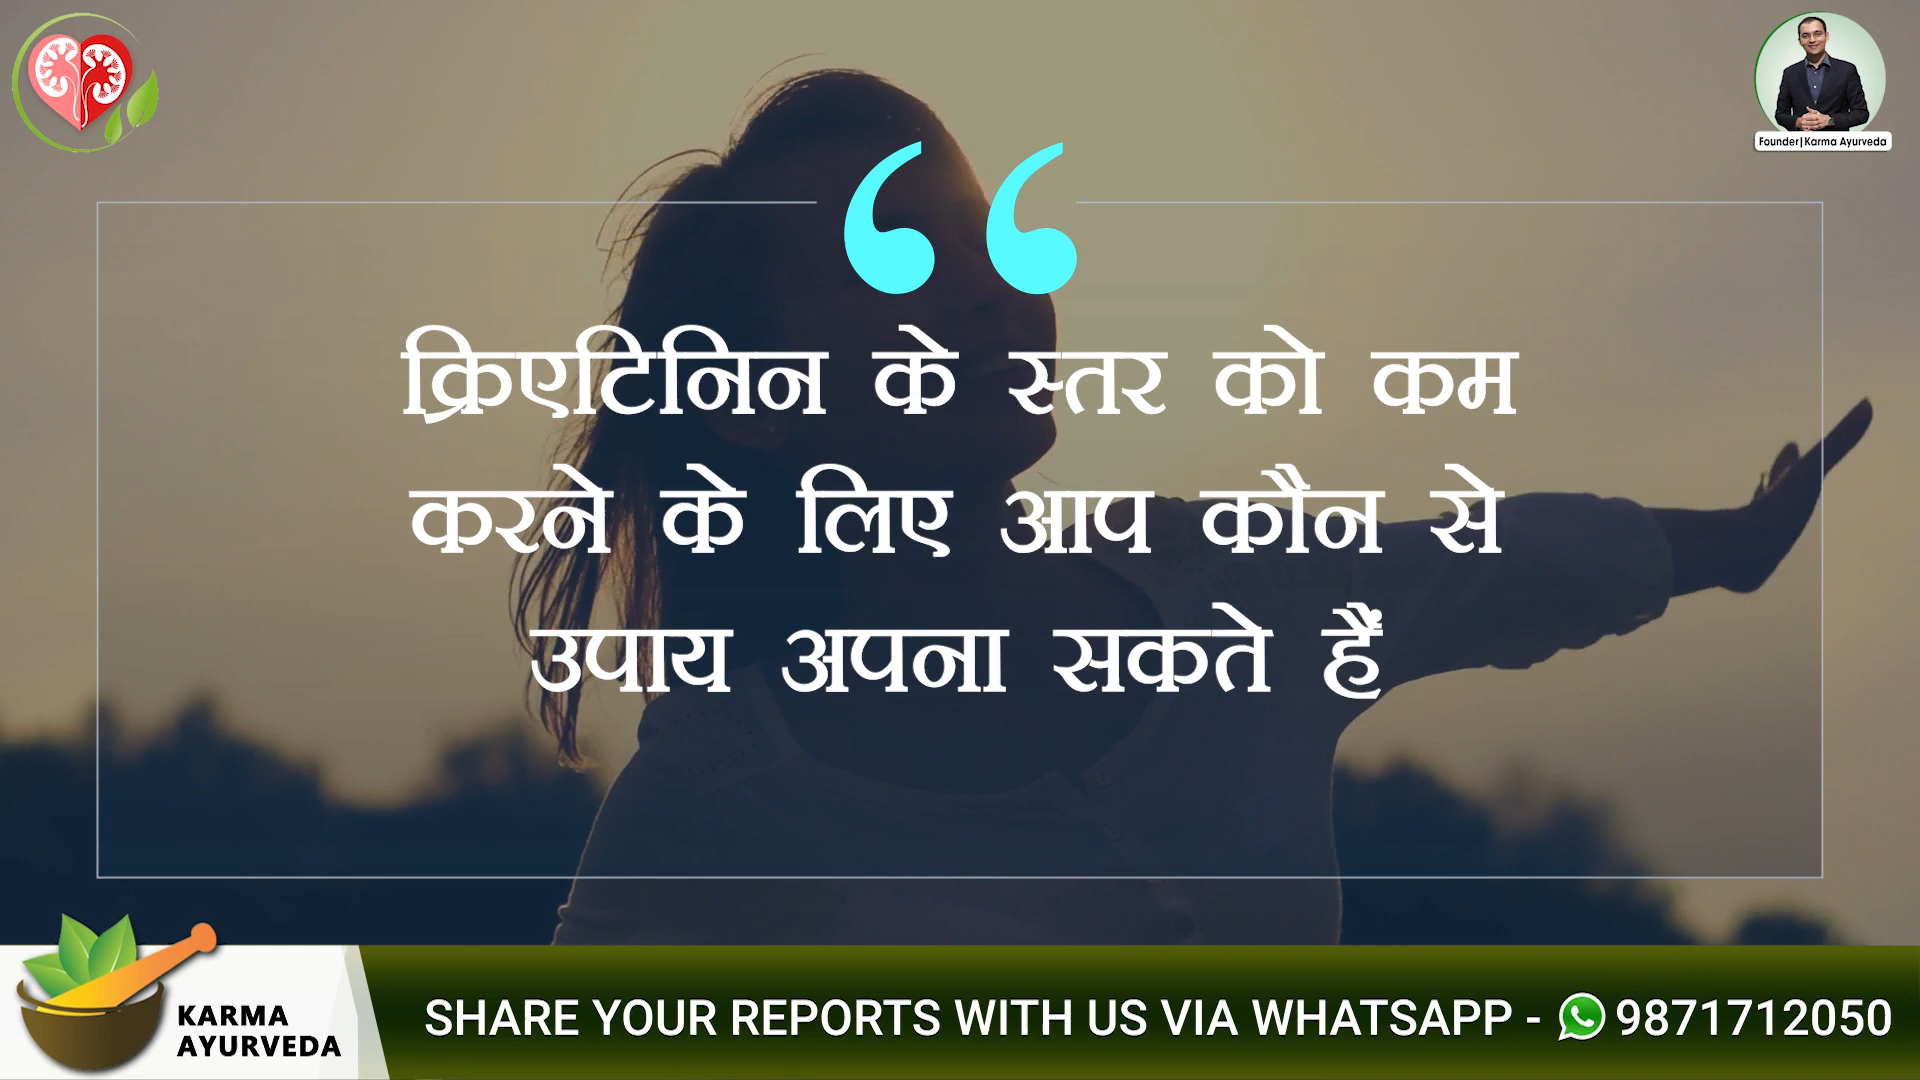 Founder|Karma Ayurveda
क्रिएटिनिन के स्तर को कम
करने के लिए आप कौन से
उपाय अपना सकते हैं
KARMA
AYURVEDA
SHARE YOUR REPORTS WITH US VIA WHATSAPP - 9871712050